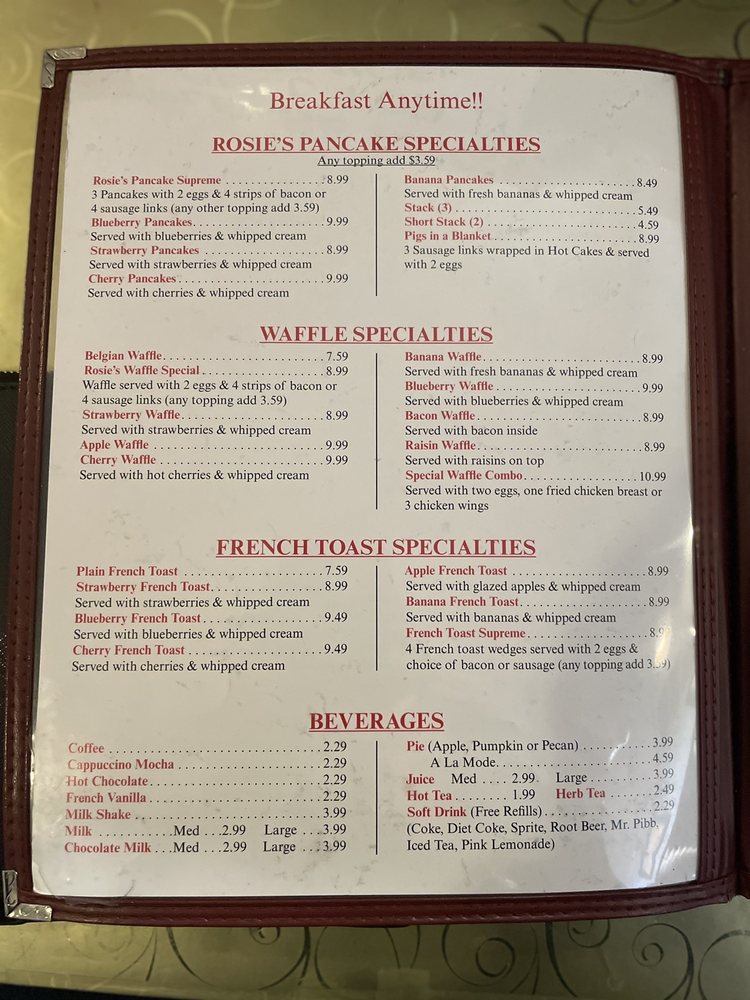 Breakfast Anytime!!
ROSIE'S PANCAKE SPECIALTIES
Any topping add $3.59
Rosie's Pancake Supreme . . . . . . . . . . . . . . . 8.99
3 Pancakes with 2 eggs & 4 strips of bacon or
4 sausage links (any other topping add 3.59)
Blueberry Pancakes. . . . . . . . . . . . . . . . . . . . 9.99
Served with blueberries & whipped cream
Strawberry Pancakes . . . . . . . . . . . . . . . . . . 8.99
Served with strawberries & whipped cream
Cherry Pancakes . . . . . . . . . . . . . . . . . . . . . . 9.99
Served with cherries & whipped cream
Banana Pancakes . . . . . . . . . . . . . . . . . . . . 8.49
Served with fresh bananas & whipped cream
Stack (3) . . . . . . . . . . . . . . . . . . . . . . . . . . . 5.49
Short Stack (2) . . . . . . . . . . . . . . . . . . . . . . 4.59
Pigs in a Blanket . . . . . . . . . . . . . . . . . . . . . 8.99
3 Sausage links wrapped in Hot Cakes & served
with 2 eggs
WAFFLE SPECIALTIES
Belgian Waffle. . . . . . . . . . . . . . . . . . . . . . . . 7.59
Rosie's Waffle Special . . . . . . . . . . . . . . . . . . 8.99
Waffle served with 2 eggs & 4 strips of bacon or
4 sausage links (any topping add 3.59)
Strawberry Waffle. . . . . . . . . . . . . . . . . . . . . 8.99
Served with strawberries & whipped cream
Apple Waffle . . . . . . . . . . . . . . . . . . . . . . . . . 9.99
Cherry Waffle . . . . . . . . . . . . . . . . . . . . . . . . 9.99
Served with hot cherries & whipped cream
Banana Waffle. . . . . . . . . . . . . . . . . . . . . . . 8.99
Served with fresh bananas & whipped cream
Blueberry Waffle . . . . . . . . . . . . . . . . . . . . . 9.99
Served with blueberries & whipped cream
Bacon Waffle. . . . . . . . . . . . . . . . . . . . . . . . 8.99
Served with bacon inside
Raisin Waffle. . . . . . . . . . . . . . . . . . . . . . . . 8.99
Served with raisins on top
Special Waffle Combo. . . . . . . . . . . . . . . . . 10.99
Served with two eggs, one fried chicken breast or
3 chicken wings
FRENCH TOAST SPECIALTIES
Plain French Toast . . . . . . . . . . . . . . . . . . . . 7.59
Strawberry French Toast. . . . . . . . . . . . . . . . 8.99
Served with strawberries & whipped cream
Blueberry French Toast. . . . . . . . . . . . . . . . . 9.49
Served with blueberries & whipped cream
Cherry French Toast . . . . . . . . . . . . . . . . . . . 9.49
Served with cherries & whipped cream
Apple French Toast . . . . . . . . . . . . . . . . . . . 8.99
Served with glazed apples & whipped cream
Banana French Toast. . . . . . . . . . . . . . . . . . 8.99
Served with bananas & whipped cream
French Toast Supreme. . . . . . . . . . . . . . . . . 8.99
4 French toast wedges served with 2 eggs &
choice of bacon or sausage (any topping add 3.59)
BEVERAGES
Coffee . . . . . . . . . . . . . . . . . . . . . . . . . . . . . . 2.29
Cappuccino Mocha . . . . . . . . . . . . . . . . . . . . 2.29
Hot Chocolate. . . . . . . . . . . . . . . . . . . . . . . . 2.29
French Vanilla . . . . . . . . . . . . . . . . . . . . . . . . 2.29
Milk Shake . . . . . . . . . . . . . . . . . . . . . . . . . . 3.99
Milk . . . . . . . . . . . Med . . . 2.99 Large . . . 3.99
Chocolate Milk . . . Med . . . 2.99 Large . . . 3.99
Pie (Apple, Pumpkin or Pecan) . . . . . . . . . . . 3.99
A La Mode. . . . . . . . . . . . . . . . . . . . . . . . . 4.59
Juice Med . . . . 2.99 Large . . . . . . . . . . 3.99
Hot Tea . . . . . . . . 1.99 Herb Tea . . . . . . . 2.49
Soft Drink (Free Refills) . . . . . . . . . . . . . . . . . 2.29
(Coke, Diet Coke, Sprite, Root Beer, Mr. Pibb,
Iced Tea, Pink Lemonade)